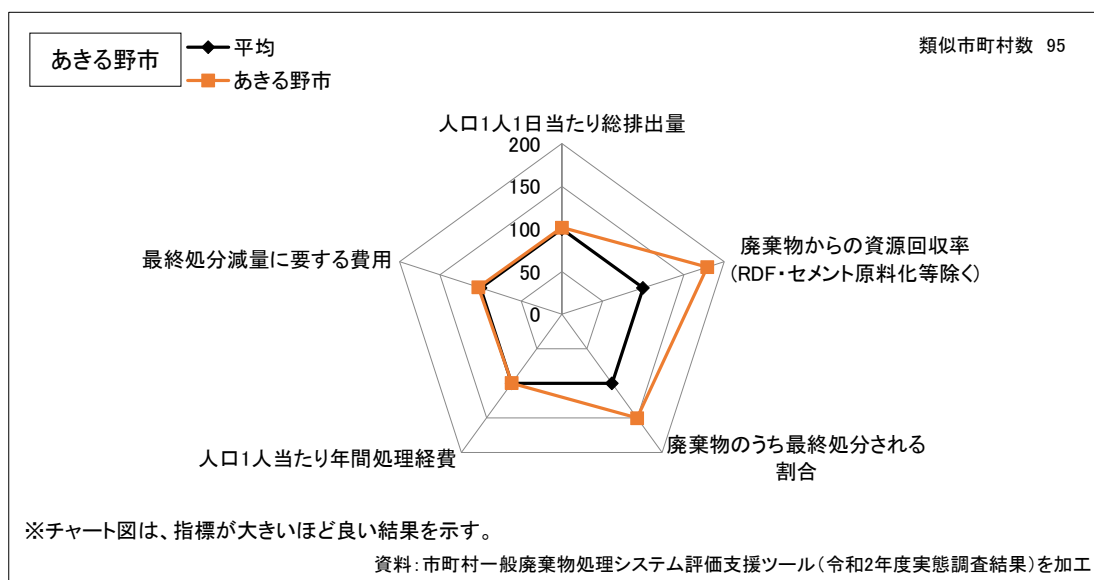 あきる野市
平均
あきる野市
類似市町村数 95
人口1人1日当たり総排出量
200
150
100
50
0
廃棄物からの資源回収率
(RDF・セメント原料化等除く)
最終処分減量に要する費用
人口1人当たり年間処理経費
廃棄物のうち最終処分される
割合
※チャート図は、指標が大きいほど良い結果を示す。
資料：市町村一般廃棄物処理システム評価支援ツール（令和2年度実態調査結果）を加工